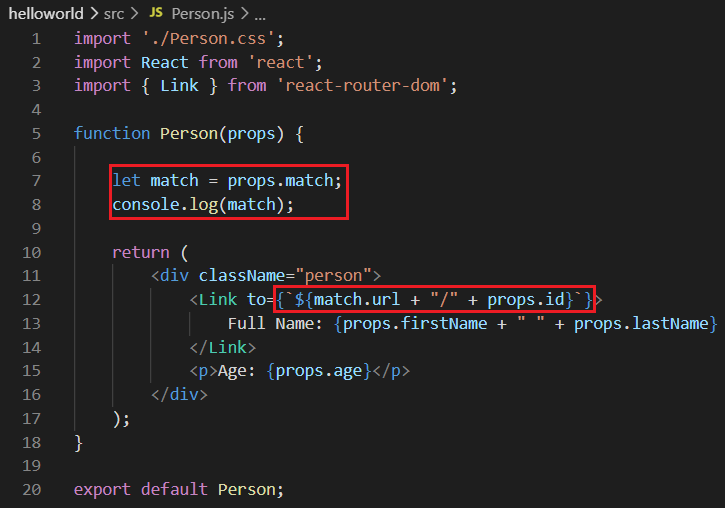 helloworld > src > JS Person.js > ...
1 import './Person.css';
2 import React from 'react';
3 import { Link } from 'react-router-dom';
4
5 function Person(props) {
6
7     let match = props.match;
8     console.log(match);
9
10     return (
11         <div className="person">
12             <Link to={`${match.url + "/" + props.id}`}>
13                 Full Name: {props.firstName + " " + props.lastName}
14             </Link>
15             <p>Age: {props.age}</p>
16         </div>
17     );
18 }
19
20 export default Person;